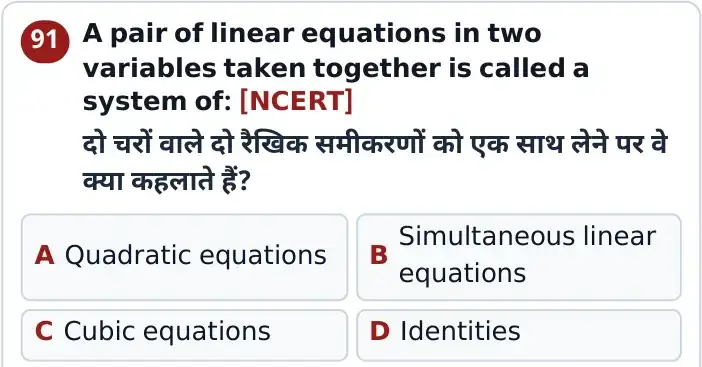 91 A pair of linear equations in two
variables taken together is called a
system of: [NCERT]
दो चरों वाले दो रैखिक समीकरणों को एक साथ लेने पर वे
क्या कहलाते हैं?
A Quadratic equations
B Simultaneous linear
equations
C Cubic equations
D Identities